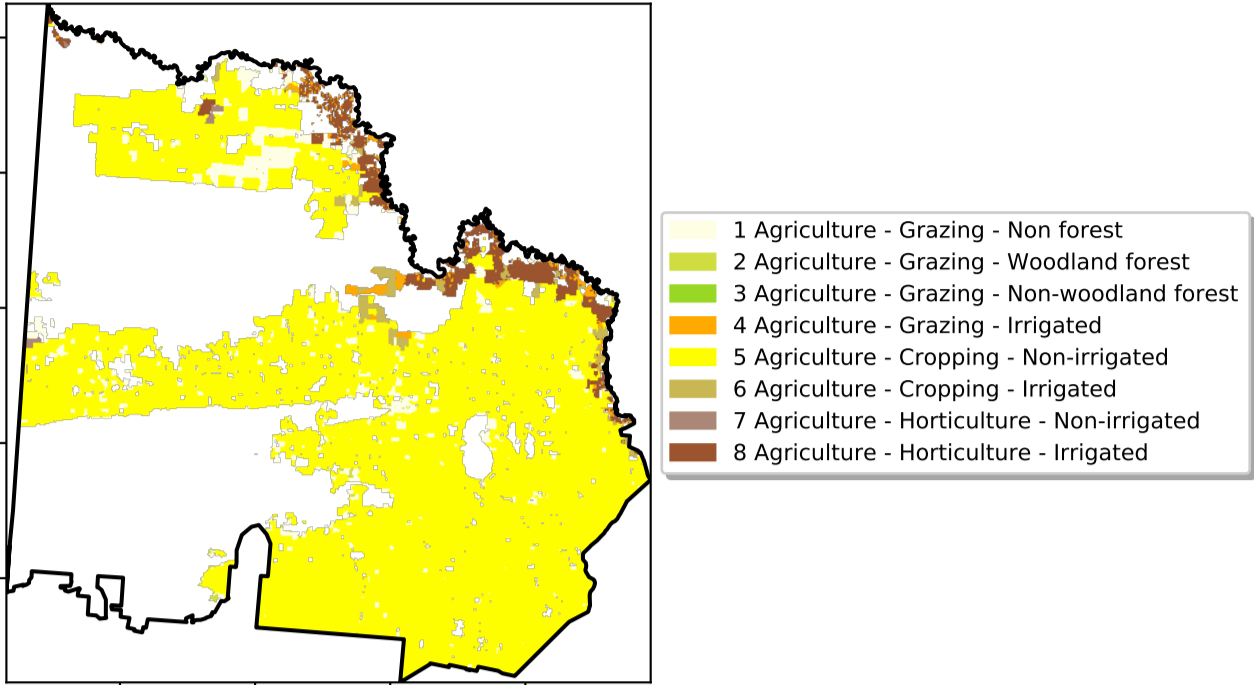 1 Agriculture - Grazing - Non forest
2 Agriculture - Grazing - Woodland forest
3 Agriculture - Grazing - Non-woodland forest
4 Agriculture - Grazing - Irrigated
5 Agriculture - Cropping - Non-irrigated
6 Agriculture - Cropping - Irrigated
7 Agriculture - Horticulture - Non-irrigated
8 Agriculture - Horticulture - Irrigated